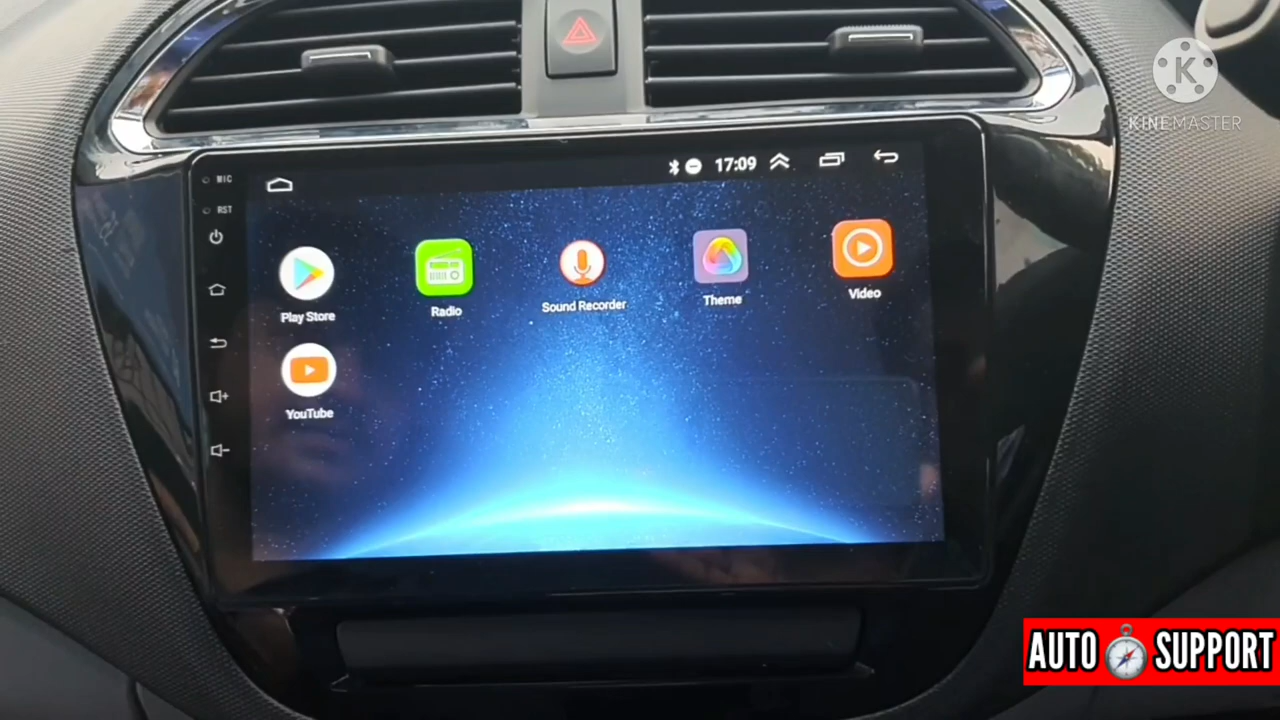 K
KINEMASTER
MIC
17:09
RST
Play Store
Radio
Sound Recorder
Theme
Video
YouTube
AUTO SUPPORT